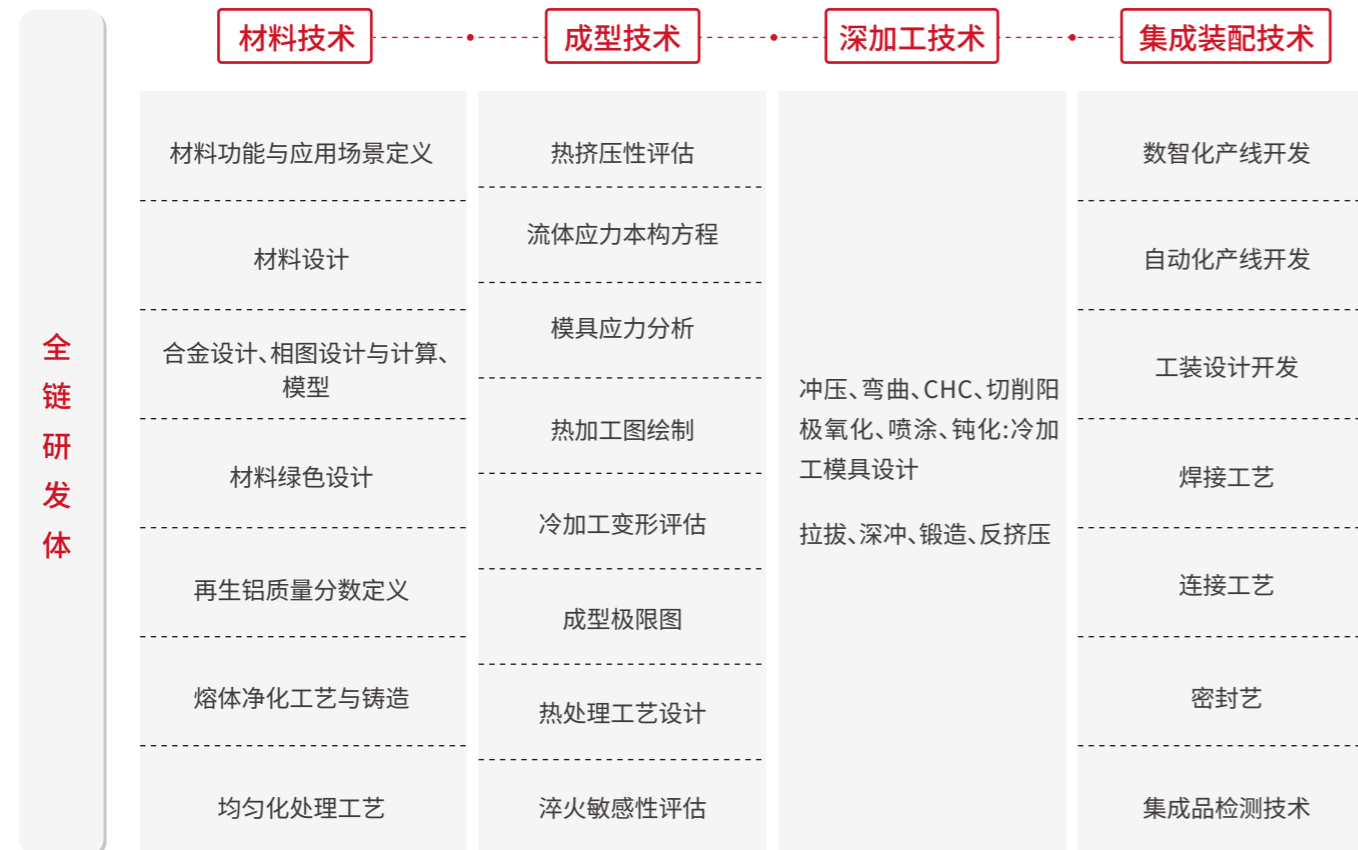 全
链
研
发
体
材料技术
成型技术
深加工技术
集成装配技术
材料功能与应用场景定义
材料设计
合金设计、相图设计与计算、
模型
材料绿色设计
再生铝质量分数定义
熔体净化工艺与铸造
均匀化处理工艺
热挤压性评估
流体应力本构方程
模具应力分析
热加工图绘制
冷加工变形评估
成型极限图
热处理工艺设计
淬火敏感性评估
冲压、弯曲、CHC、切削阳
极氧化、喷涂、钝化:冷加
工模具设计
拉拔、深冲、锻造、反挤压
数智化产线开发
自动化产线开发
工装设计开发
焊接工艺
连接工艺
密封艺
集成品检测技术